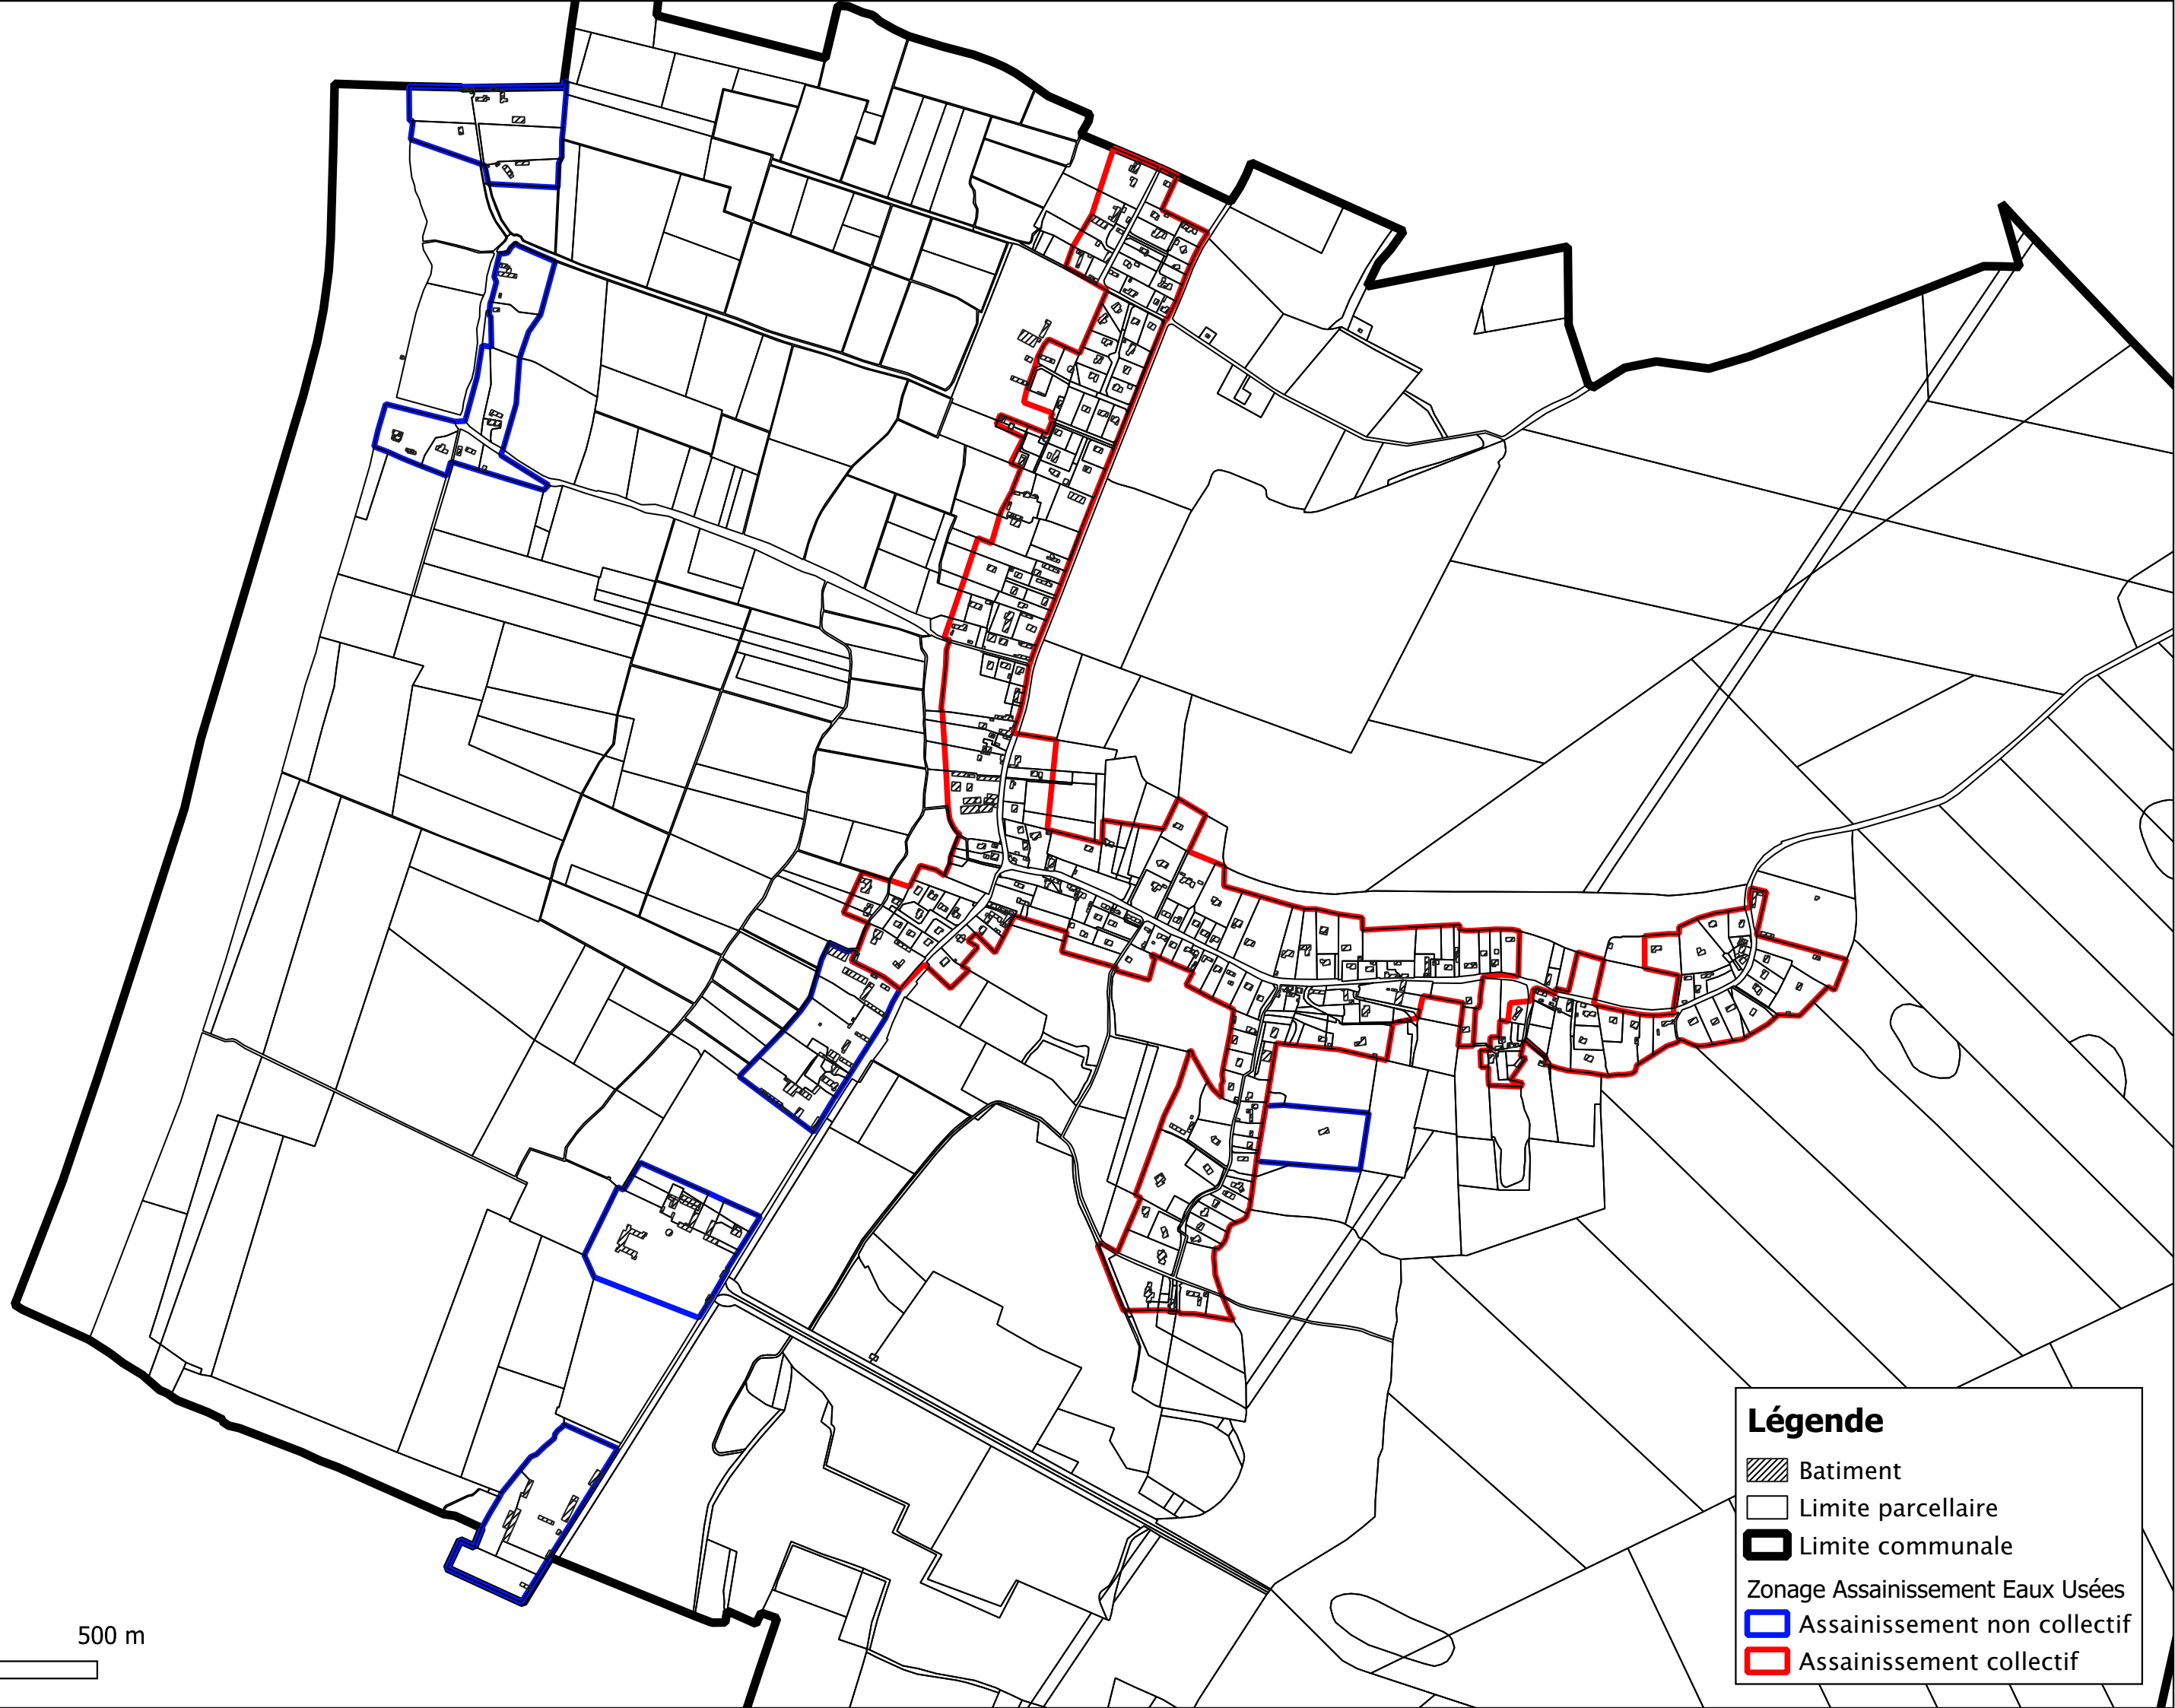 Légende
Batiment
Limite parcellaire
Limite communale
Zonage Assainissement Eaux Usées
Assainissement non collectif
Assainissement collectif
500 m